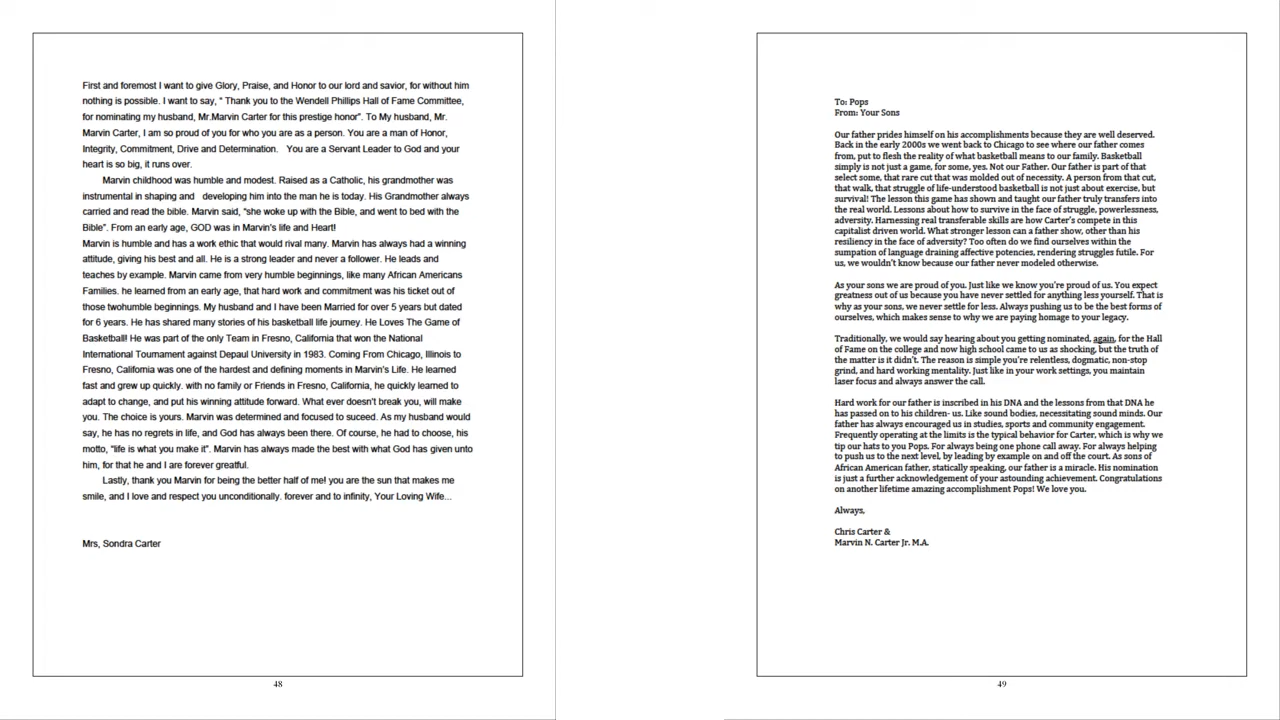 First and foremost I want to give Glory, Praise, and Honor to our lord and savior, for without him
nothing is possible. I want to say, " Thank you to the Wendell Phillips Hall of Fame Committee,
for nominating my husband, Mr.Marvin Carter for this prestige honor". To My husband, Mr.
Marvin Carter, I am so proud of you for who you are as a person. You are a man of Honor,
Integrity, Commitment, Drive and Determination. You are a Servant Leader to God and your
heart is so big, it runs over.
Marvin childhood was humble and modest. Raised as a Catholic, his grandmother was
instrumental in shaping and developing him into the man he is today. His Grandmother always
carried and read the bible. Marvin said, "she woke up with the Bible, and went to bed with the
Bible". From an early age, GOD was in Marvin's life and Heart!
Marvin is humble and has a work ethic that would rival many. Marvin has always had a winning
attitude, giving his best and all. He is a strong leader and never a follower. He leads and
teaches by example. Marvin came from very humble beginnings, like many African Americans
Families. he learned from an early age, that hard work and commitment was his ticket out of
those twohumble beginnings. My husband and I have been Married for over 5 years but dated
for 6 years. He has shared many stories of his basketball life journey. He Loves The Game of
Basketball! He was part of the only Team in Fresno, California that won the National
International Tournament against Depaul University in 1983. Coming From Chicago, Illinois to
Fresno, California was one of the hardest and defining moments in Marvin's Life. He learned
fast and grew up quickly. with no family or Friends in Fresno, California, he quickly learned to
adapt to change, and put his winning attitude forward. What ever doesn't break you, will make
you. The choice is yours. Marvin was determined and focused to suceed. As my husband would
say, he has no regrets in life, and God has always been there. Of course, he had to choose, his
motto, "life is what you make it". Marvin has always made the best with what God has given unto
him, for that he and I are forever greatful.
Lastly, thank you Marvin for being the better half of me! you are the sun that makes me
smile, and I love and respect you unconditionally. forever and to infinity, Your Loving Wife...
Mrs, Sondra Carter
48
To: Pops
From: Your Sons
Our father prides himself on his accomplishments because they are well deserved.
Back in the early 2000s we went back to Chicago to see where our father comes
from, put to flesh the reality of what basketball means to our family. Basketball
simply is not just a game, for some, yes. Not our Father. Our father is part of that
select some, that rare cut that was molded out of necessity. A person from that cut,
that walk, that struggle of life-understood basketball is not just about exercise, but
survival! The lesson this game has shown and taught our father truly transfers into
the real world. Lessons about how to survive in the face of struggle, powerlessness,
adversity. Harnessing real transferable skills are how Carter's compete in this
capitalist driven world. What stronger lesson can a father show, other than his
resiliency in the face of adversity? Too often do we find ourselves within the
sumpation of language draining affective potencies, rendering struggles futile. For
us, we wouldn't know because our father never modeled otherwise.
As your sons we are proud of you. Just like we know you're proud of us. You expect
greatness out of us because you have never settled for anything less yourself. That is
why as your sons, we never settle for less. Always pushing us to be the best forms of
ourselves, which makes sense to why we are paying homage to your legacy.
Traditionally, we would say hearing about you getting nominated, again, for the Hall
of Fame on the college and now high school came to us as shocking, but the truth of
the matter is it didn't. The reason is simple you're relentless, dogmatic, non-stop
grind, and hard working mentality. Just like in your work settings, you maintain
laser focus and always answer the call.
Hard work for our father is inscribed in his DNA and the lessons from that DNA he
has passed on to his children- us. Like sound bodies, necessitating sound minds. Our
father has always encouraged us in studies, sports and community engagement.
Frequently operating at the limits is the typical behavior for Carter, which is why we
tip our hats to you Pops. For always being one phone call away. For always helping
to push us to the next level, by leading by example on and off the court. As sons of
African American father, statically speaking, our father is a miracle. His nomination
is just a further acknowledgement of your astounding achievement. Congratulations
on another lifetime amazing accomplishment Pops! We love you.
Always,
Chris Carter &
Marvin N. Carter Jr. M.A.
49